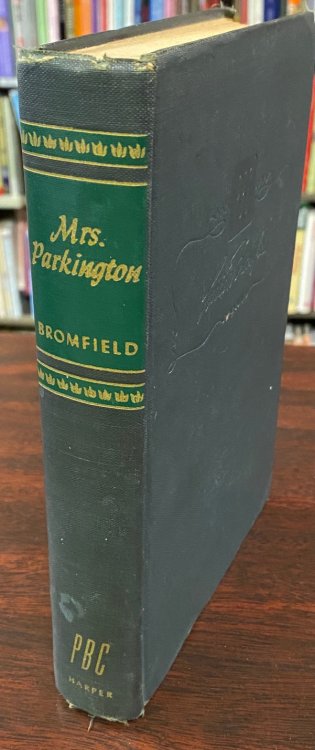 Mrs.
Parkington
BROMFIELD
PBC
HARPER